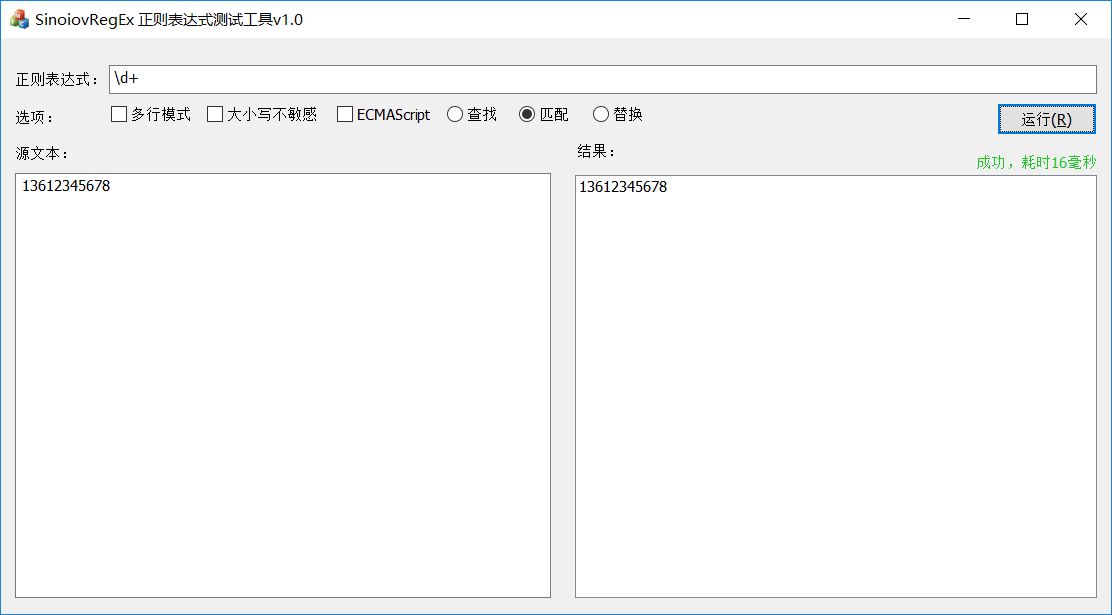 SinoiovRegEx 正则表达式测试工具v1.0
正则表达式： \d+
选项： 多行模式 大小写不敏感 ECMAScript 查找 匹配 替换 运行(R)
源文本： 结果：
成功，耗时16毫秒
13612345678 13612345678